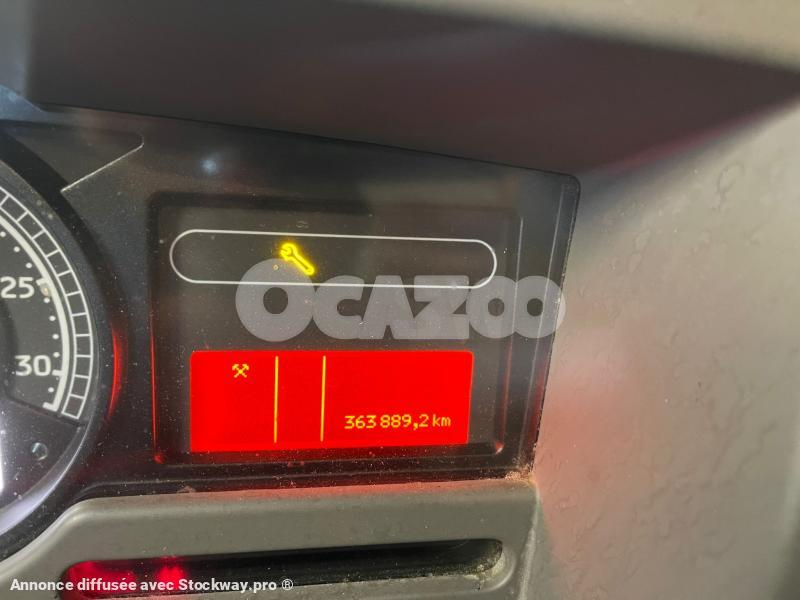 25
OCAZOO
30
363 889,2 km
Annonce diffusée avec Stockway.pro ®